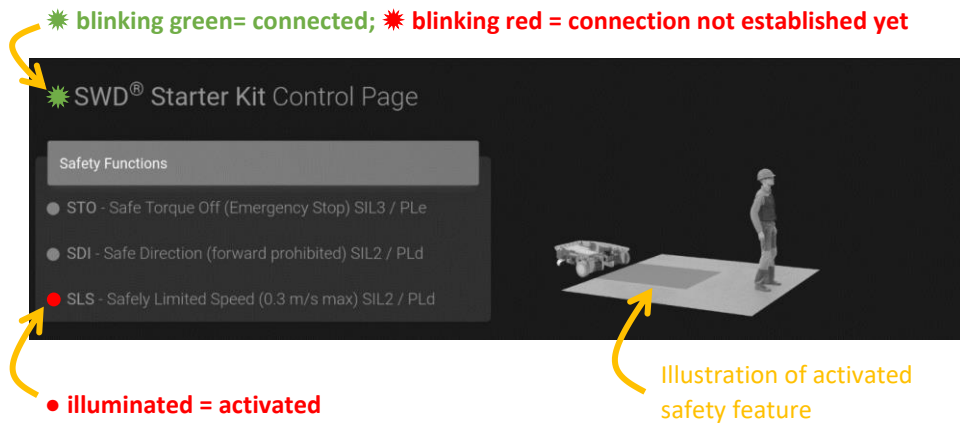 blinking green= connected; blinking red = connection not established yet
SWD® Starter Kit Control Page
Safety Functions
STO - Safe Torque Off (Emergency Stop) SIL3 / PLe
SDI - Safe Direction (forward prohibited) SIL2 / PLd
SLS - Safely Limited Speed (0.3 m/s max) SIL2 / PLd
Illustration of activated
safety feature
● illuminated = activated